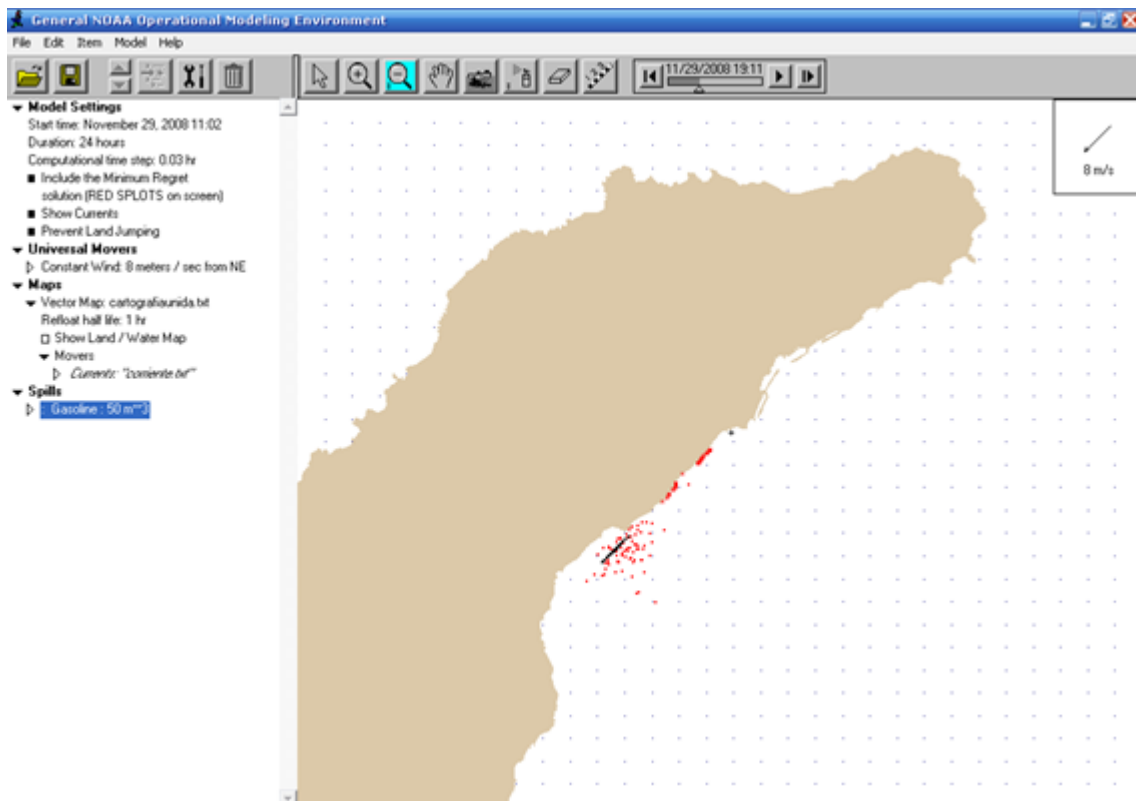 General NOAA Operational Modeling Environment
File Edit Item Model Help
11/29/2008 19:11
Model Settings
Start time: November 29, 2008 11:02
Duration: 24 hours
Computational time step: 0.03 hr
Include the Minimum Regret
solution (RED SPLOTS on screen)
Show Currents
Prevent Land Jumping
Universal Movers
Constant Wind: 8 meters / sec from NE
Maps
Vector Map: cartografiaunida.txt
Refloat half life: 1 hr
Show Land / Water Map
Movers
Currents: "corriente.txt"
Spills
: Gasoline : 50 m**3
8 m/s